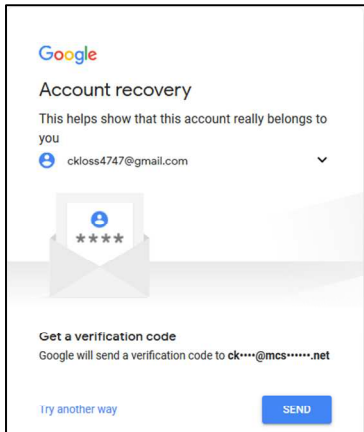 Google
Account recovery
This helps show that this account really belongs to
you
ckloss4747@gmail.com
****
Get a verification code
Google will send a verification code to ck····@mcs······.net
Try another way
SEND